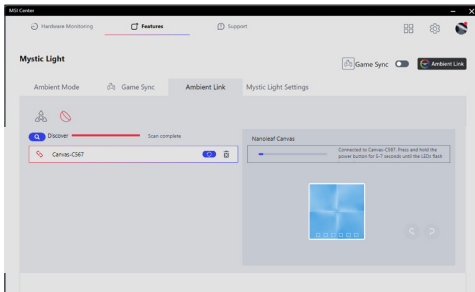 MSI Center
Hardware Monitoring
Features
Support
Mystic Light
Game Sync
Ambient Link
Ambient Mode
Game Sync
Ambient Link
Mystic Light Settings
Discover
Scan complete
Canvas-C567
Nanoleaf Canvas
Connected to Canvas-C567. Press and hold the
power button for 5-7 seconds until the LEDs flash